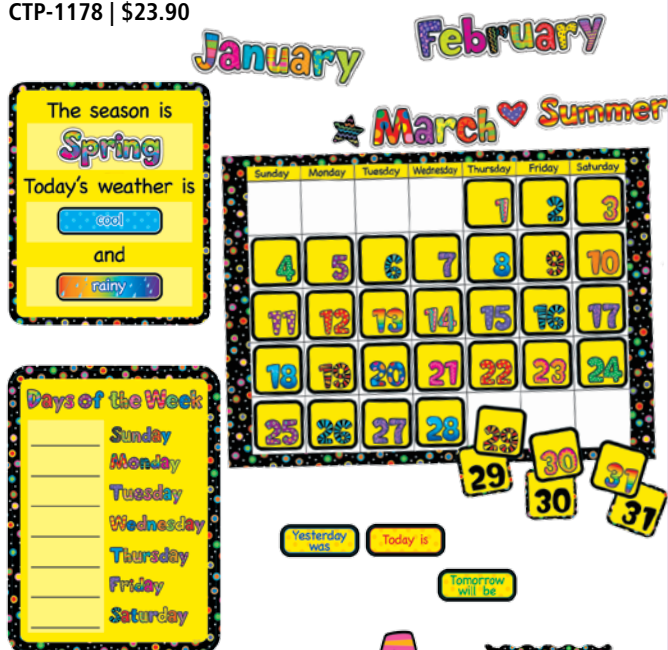 CTP-1178 | $23.90
January
February
March
Summer
The season is
Spring
Today's weather is
cool
and
rainy
Sunday Monday Tuesday Wednesday Thursday Friday Saturday
1 2 3
4 5 6 7 8 9 10
11 12 13 14 15 16 17
18 19 20 21 22 23 24
25 26 27 28 29 30 31
29 30 31
Days of the Week
Sunday
Monday
Tuesday
Wednesday
Thursday
Friday
Saturday
Yesterday
was
Today is
Tomorrow
will be